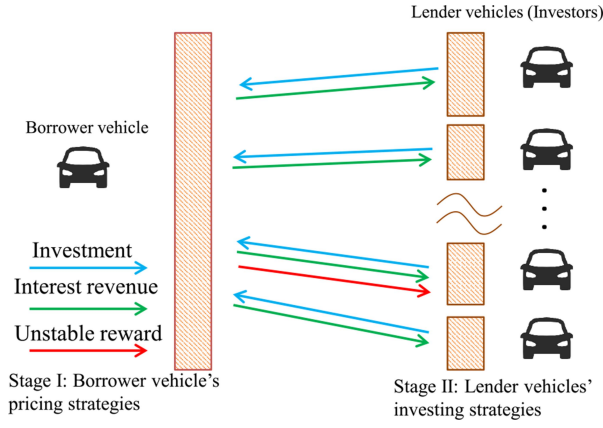 Lender vehicles (Investors)
Borrower vehicle
Investment
Interest revenue
Unstable reward
Stage I: Borrower vehicle's
pricing strategies
Stage II: Lender vehicles'
investing strategies